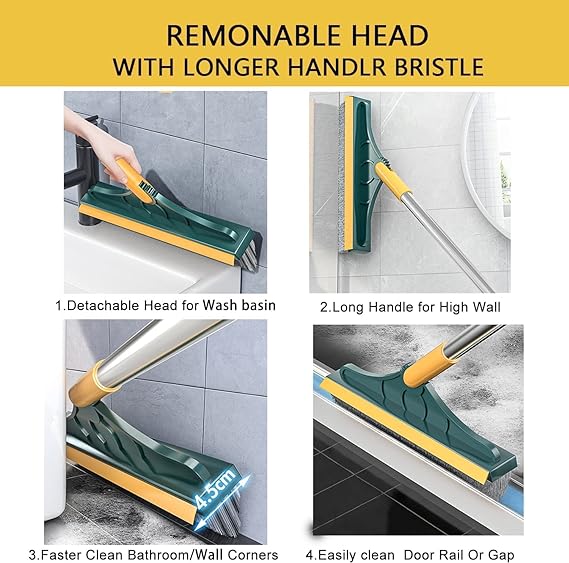 REMONABLE HEAD
WITH LONGER HANDLR BRISTLE
1.Detachable Head for Wash basin
2.Long Handle for High Wall
4.5cm
3.Faster Clean Bathroom/Wall Corners
4.Easily clean Door Rail Or Gap